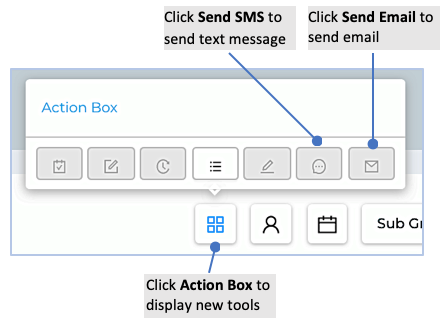 Click Send SMS to
send text message
Click Send Email to
send email
Action Box
Sub Gr
Click Action Box to
display new tools